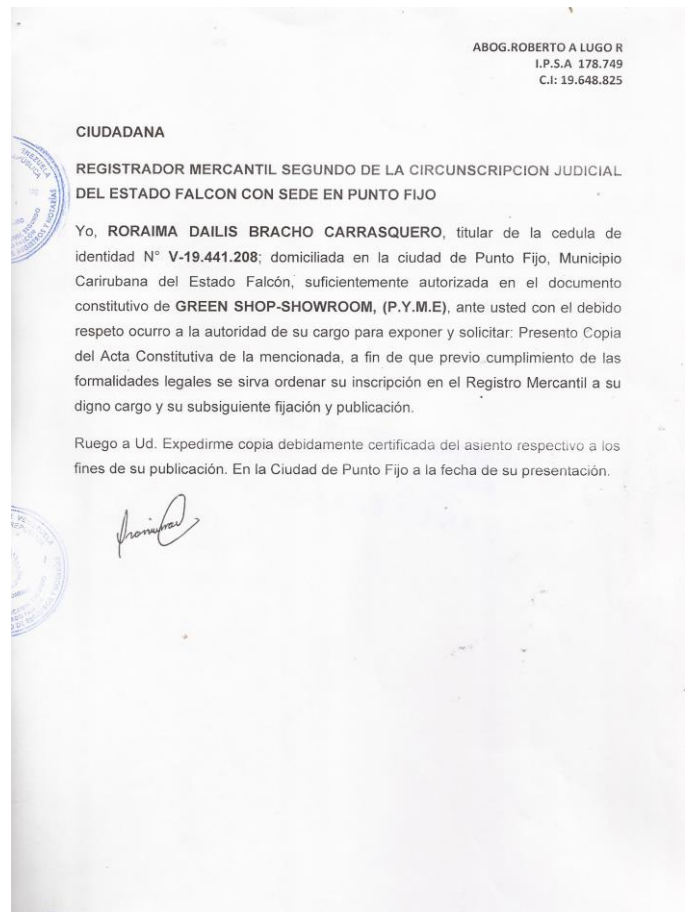 ABOG.ROBERTO A LUGO R
I.P.S.A 178.749
C.I: 19.648.825
CIUDADANA
REGISTRADOR MERCANTIL SEGUNDO DE LA CIRCUNSCRIPCION JUDICIAL
DEL ESTADO FALCON CON SEDE EN PUNTO FIJO
Yo, RORAIMA DAILIS BRACHO CARRASQUERO, titular de la cedula de
identidad N° V-19.441.208; domiciliada en la ciudad de Punto Fijo, Municipio
Carirubana del Estado Falcón, suficientemente autorizada en el documento
constitutivo de GREEN SHOP-SHOWROOM, (P.Y.M.E), ante usted con el debido
respeto ocurro a la autoridad de su cargo para exponer y solicitar: Presento Copia
del Acta Constitutiva de la mencionada, a fin de que previo cumplimiento de las
formalidades legales se sirva ordenar su inscripción en el Registro Mercantil a su
digno cargo y su subsiguiente fijación y publicación.
Ruego a Ud. Expedirme copia debidamente certificada del asiento respectivo a los
fines de su publicación. En la Ciudad de Punto Fijo a la fecha de su presentación.